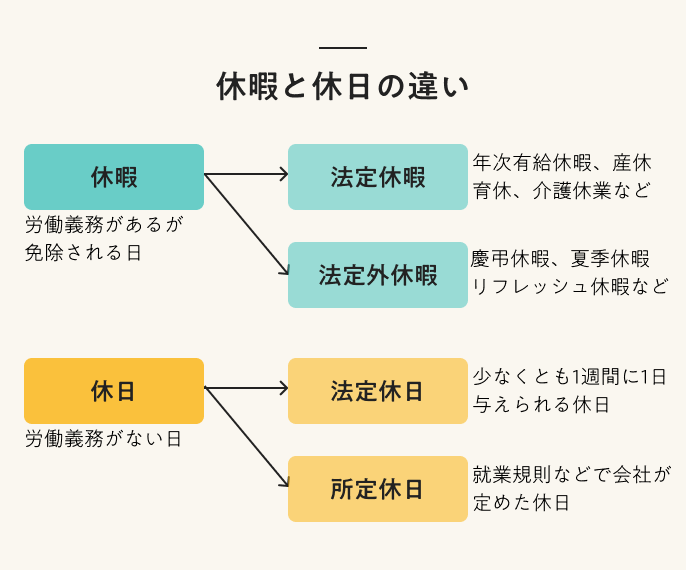 休暇と休日の違い
休暇
労働義務があるが
免除される日
法定休暇
年次有給休暇、産休
育休、介護休業など
法定外休暇
慶弔休暇、夏季休暇
リフレッシュ休暇など
休日
労働義務がない日
法定休日
少なくとも1週間に1日
与えられる休日
所定休日
就業規則などで会社が
定めた休日